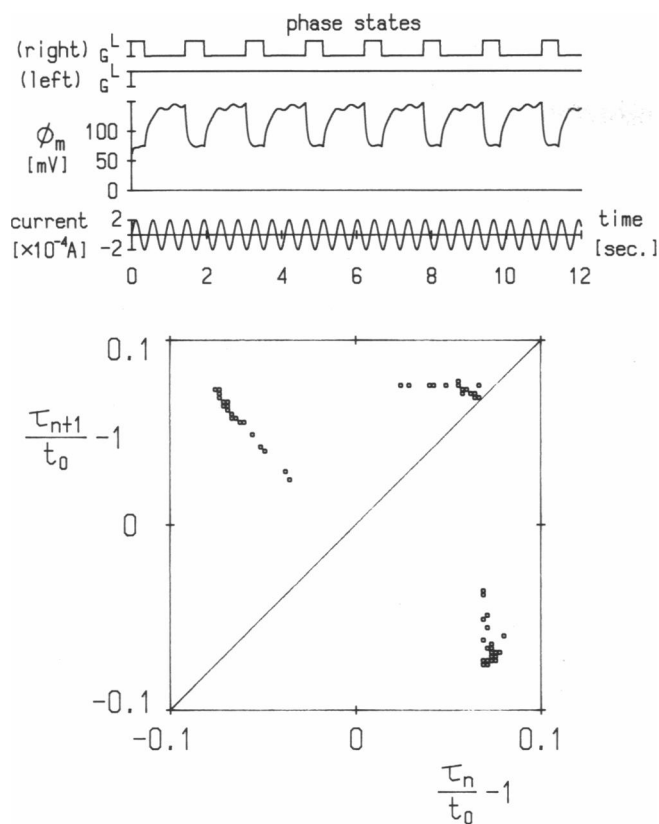 phase states
(right) G L
(left) G L
ϕm
[mV]
100
50
0
current
[×10⁻⁴A]
2
-2
time
[sec.]
0 2 4 6 8 10 12
0.1
τn+1/t0 -1
0
-0.1
-0.1 0 0.1
τn/t0 -1